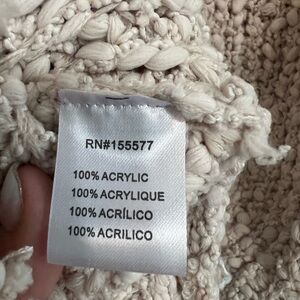 RN#155577
100% ACRYLIC
100% ACRYLIQUE
100% ACRÍLICO
100% ACRILICO